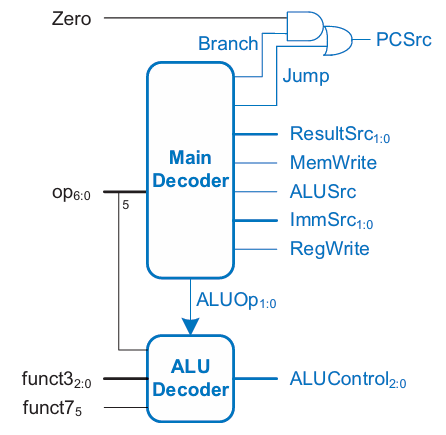 Zero
Branch
PCSrc
Jump
Main
Decoder
ResultSrc1:0
MemWrite
op6:0
5
ALUSrc
ImmSrc1:0
RegWrite
ALUOp1:0
ALU
Decoder
funct32:0
ALUControl2:0
funct75